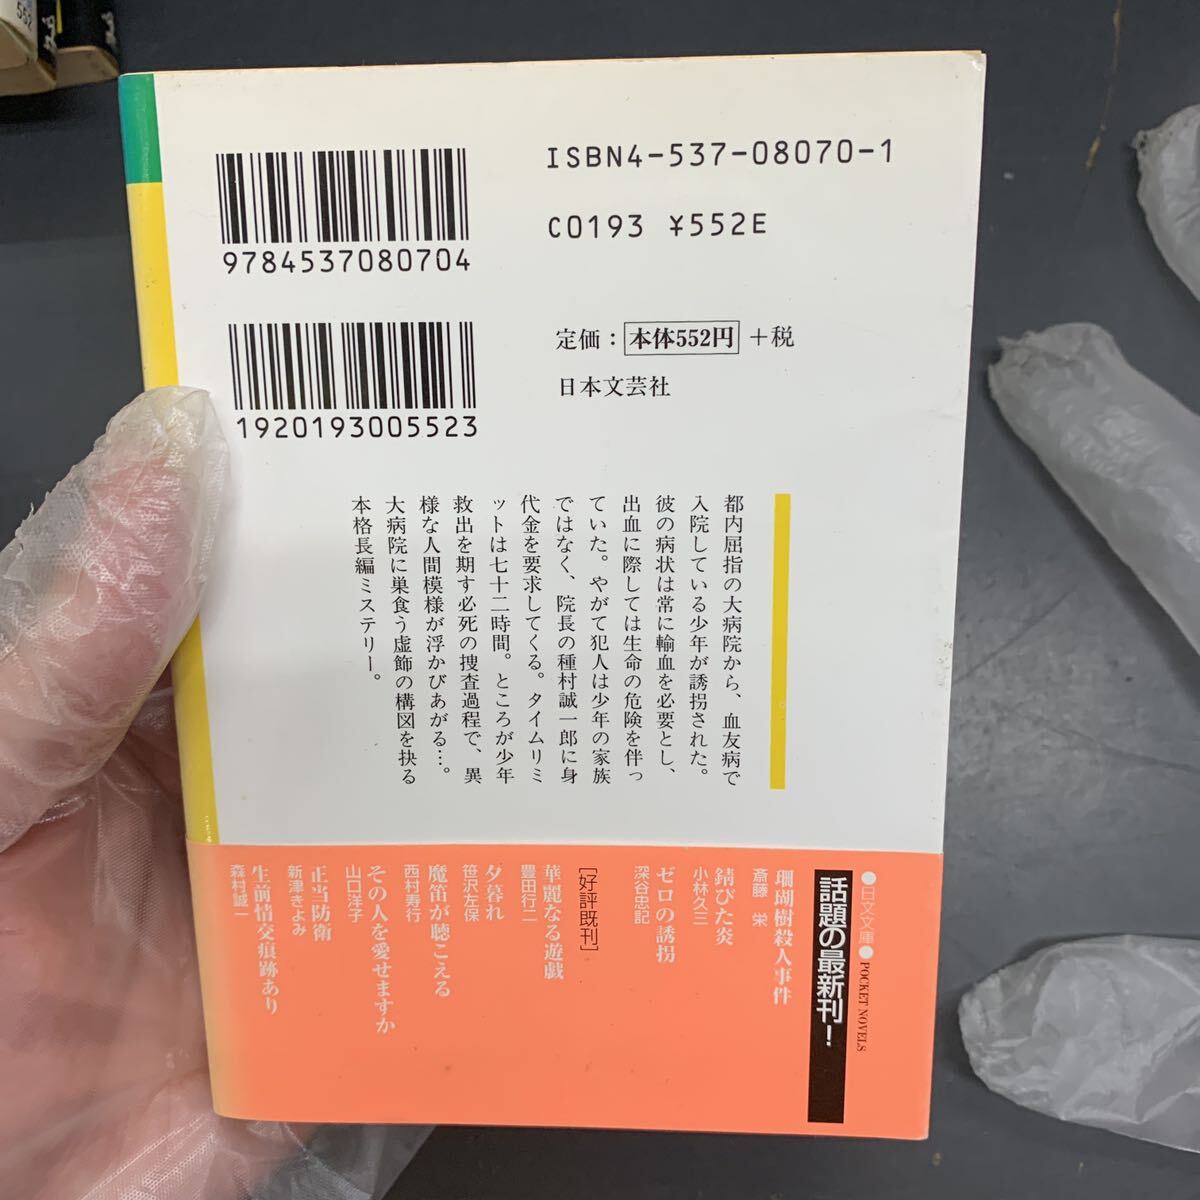 ISBN4-537-08070-1
C0193 ¥552E
9784537080704
1920193005523
定価：本体552円＋税
日本文芸社
都内屈指の大病院から、血友病で
入院している少年が誘拐された。
彼の病状は常に輸血を必要とし、
出血に際しては生命の危険を伴っ
ていた。やがて犯人は少年の家族
ではなく、院長の種村誠一郎に身
代金を要求してくる。タイムリミ
ットは七十二時間。ところが少年
救出を期す必死の捜査過程で、異
様な人間模様が浮かびあがる…。
大病院に巣食う虚飾の構図を抉る
本格長編ミステリー。
●日文文庫● POCKET NOVELS
話題の最新刊！
珊瑚樹殺人事件
斎藤 栄
錆びた炎
小林久三
ゼロの誘拐
深谷忠記
［好評既刊］
華麗なる遊戯
豊田行二
夕暮れ
笹沢左保
魔笛が聴こえる
西村寿行
その人を愛せますか
山口洋子
正当防衛
新津きよみ
生前情交痕跡あり
森村誠一
552